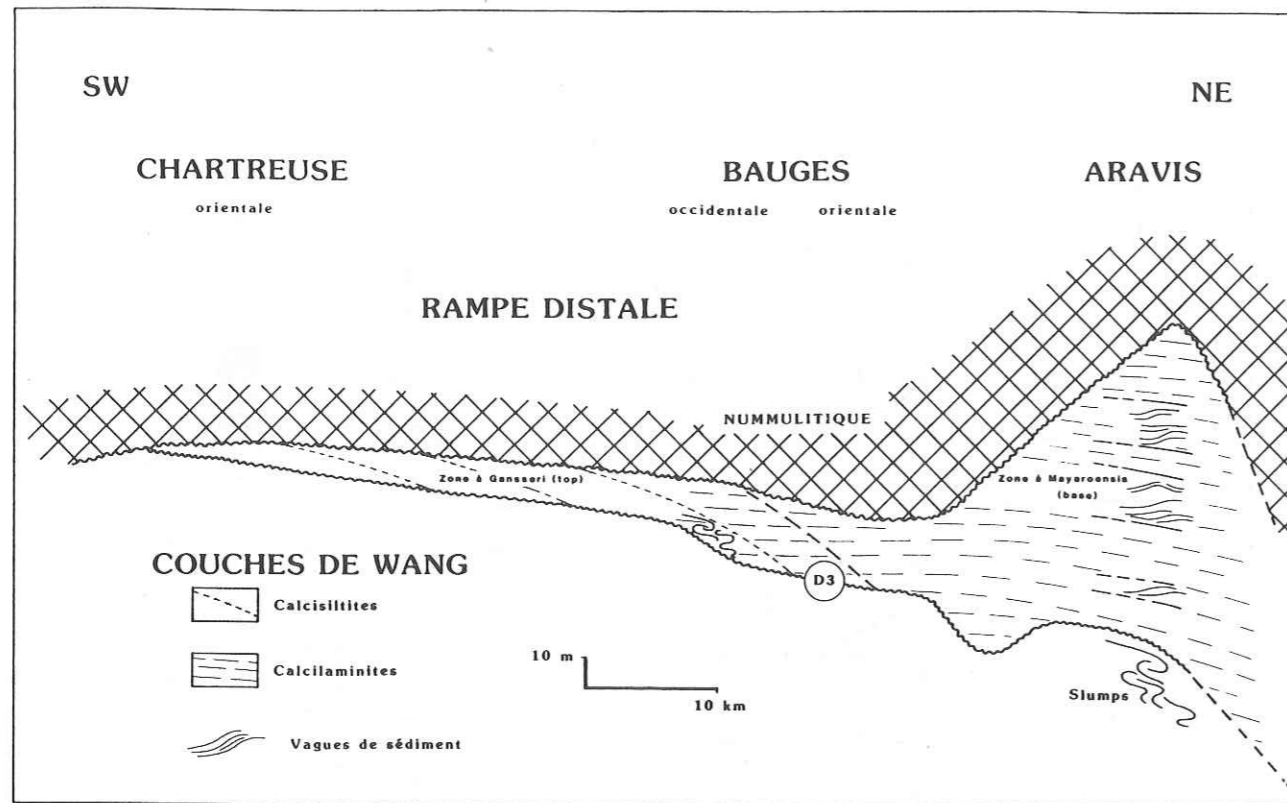 SW
NE
CHARTREUSE
orientale
BAUGES
occidentale orientale
ARAVIS
RAMPE DISTALE
NUMMULITIQUE
Zone à Gansseri (top)
Zone à Mayaroensis
(base)
COUCHES DE WANG
Calcisiltites
Calcilaminites
Vagues de sédiment
D3
10 m
10 km
Slumps